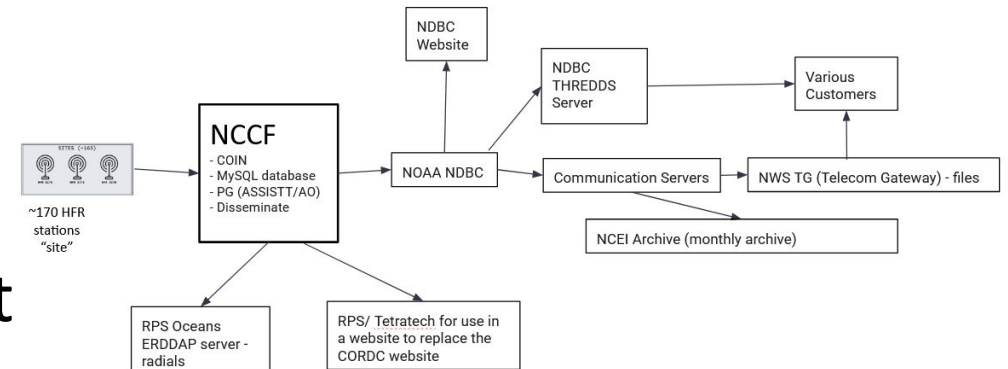 NDBC
Website
NDBC
THREDDS
Server
Various
Customers
SITES (~165)
~170 HFR
stations
"site"
NCCF
- COIN
- MySQL database
- PG (ASSISTT/AO)
- Disseminate
NOAA NDBC
Communication Servers
NWS TG (Telecom Gateway) - files
NCEI Archive (monthly archive)
t
RPS Oceans
ERDDAP server -
radials
RPS/ Tetratech for use in
a website to replace the
CORDC website